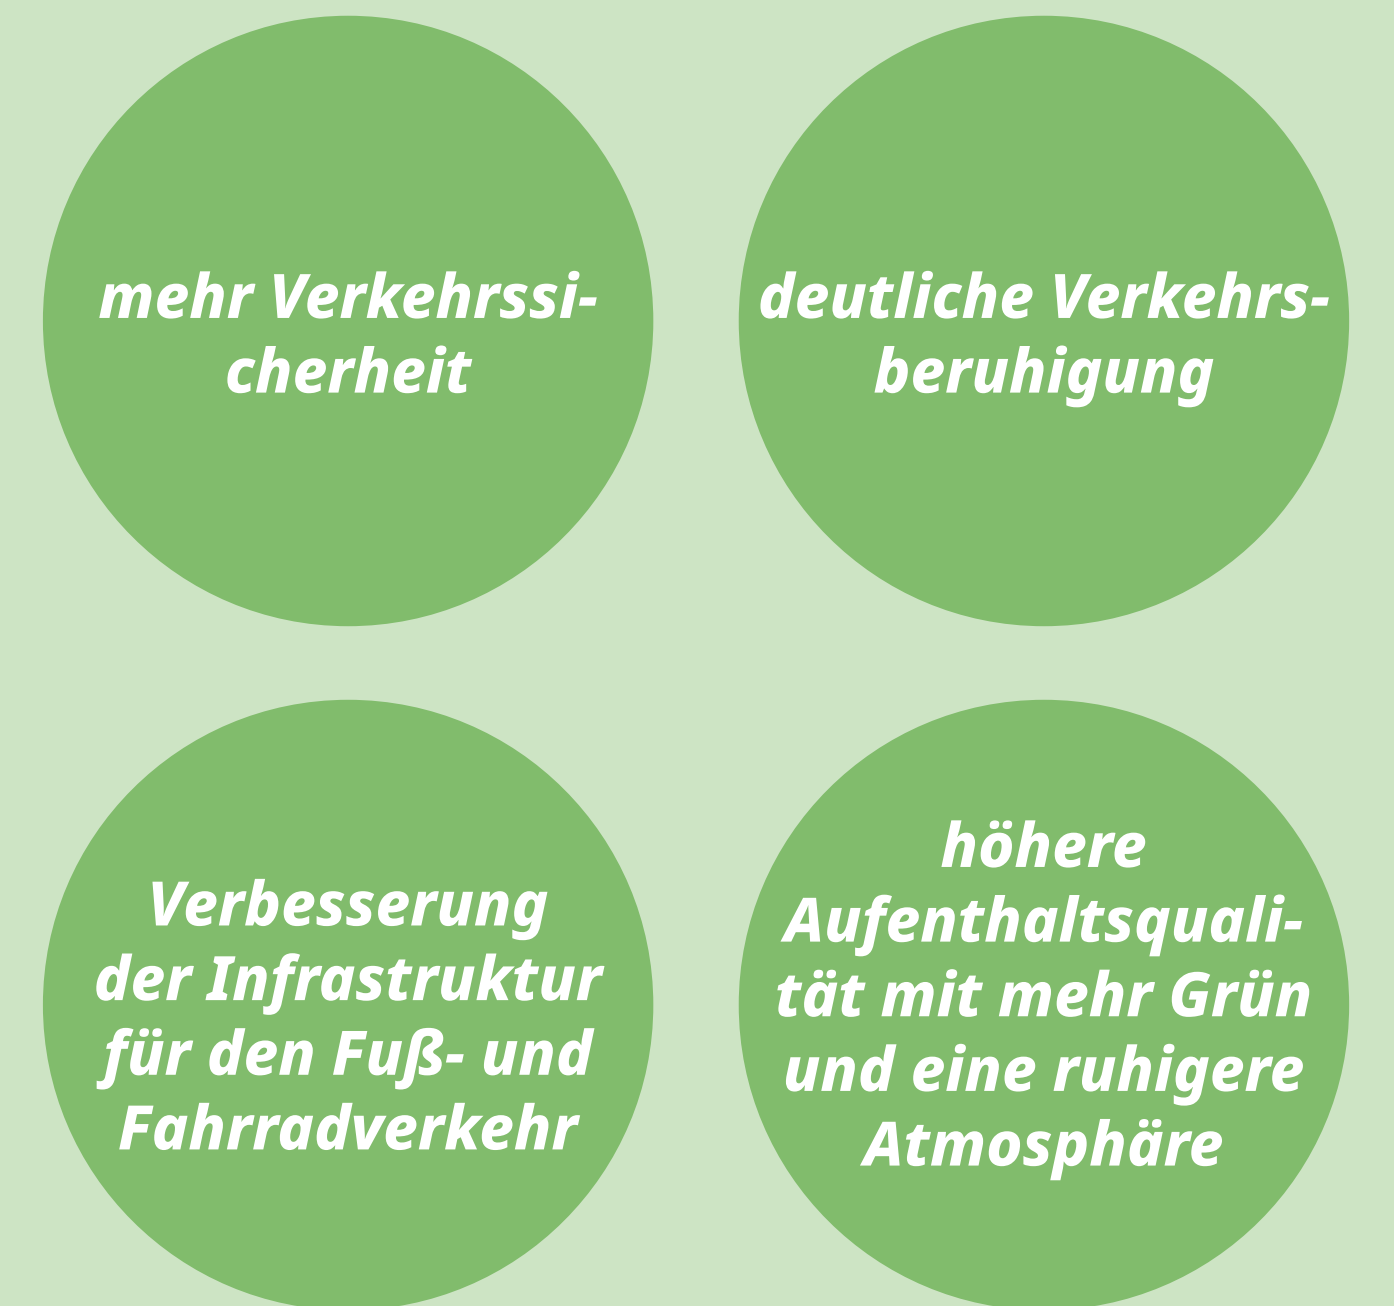 mehr Verkehrssi-
cherheit
deutliche Verkehrs-
beruhigung
Verbesserung
der Infrastruktur
für den Fuß- und
Fahrradverkehr
höhere
Aufenthaltsquali-
tät mit mehr Grün
und eine ruhigere
Atmosphäre